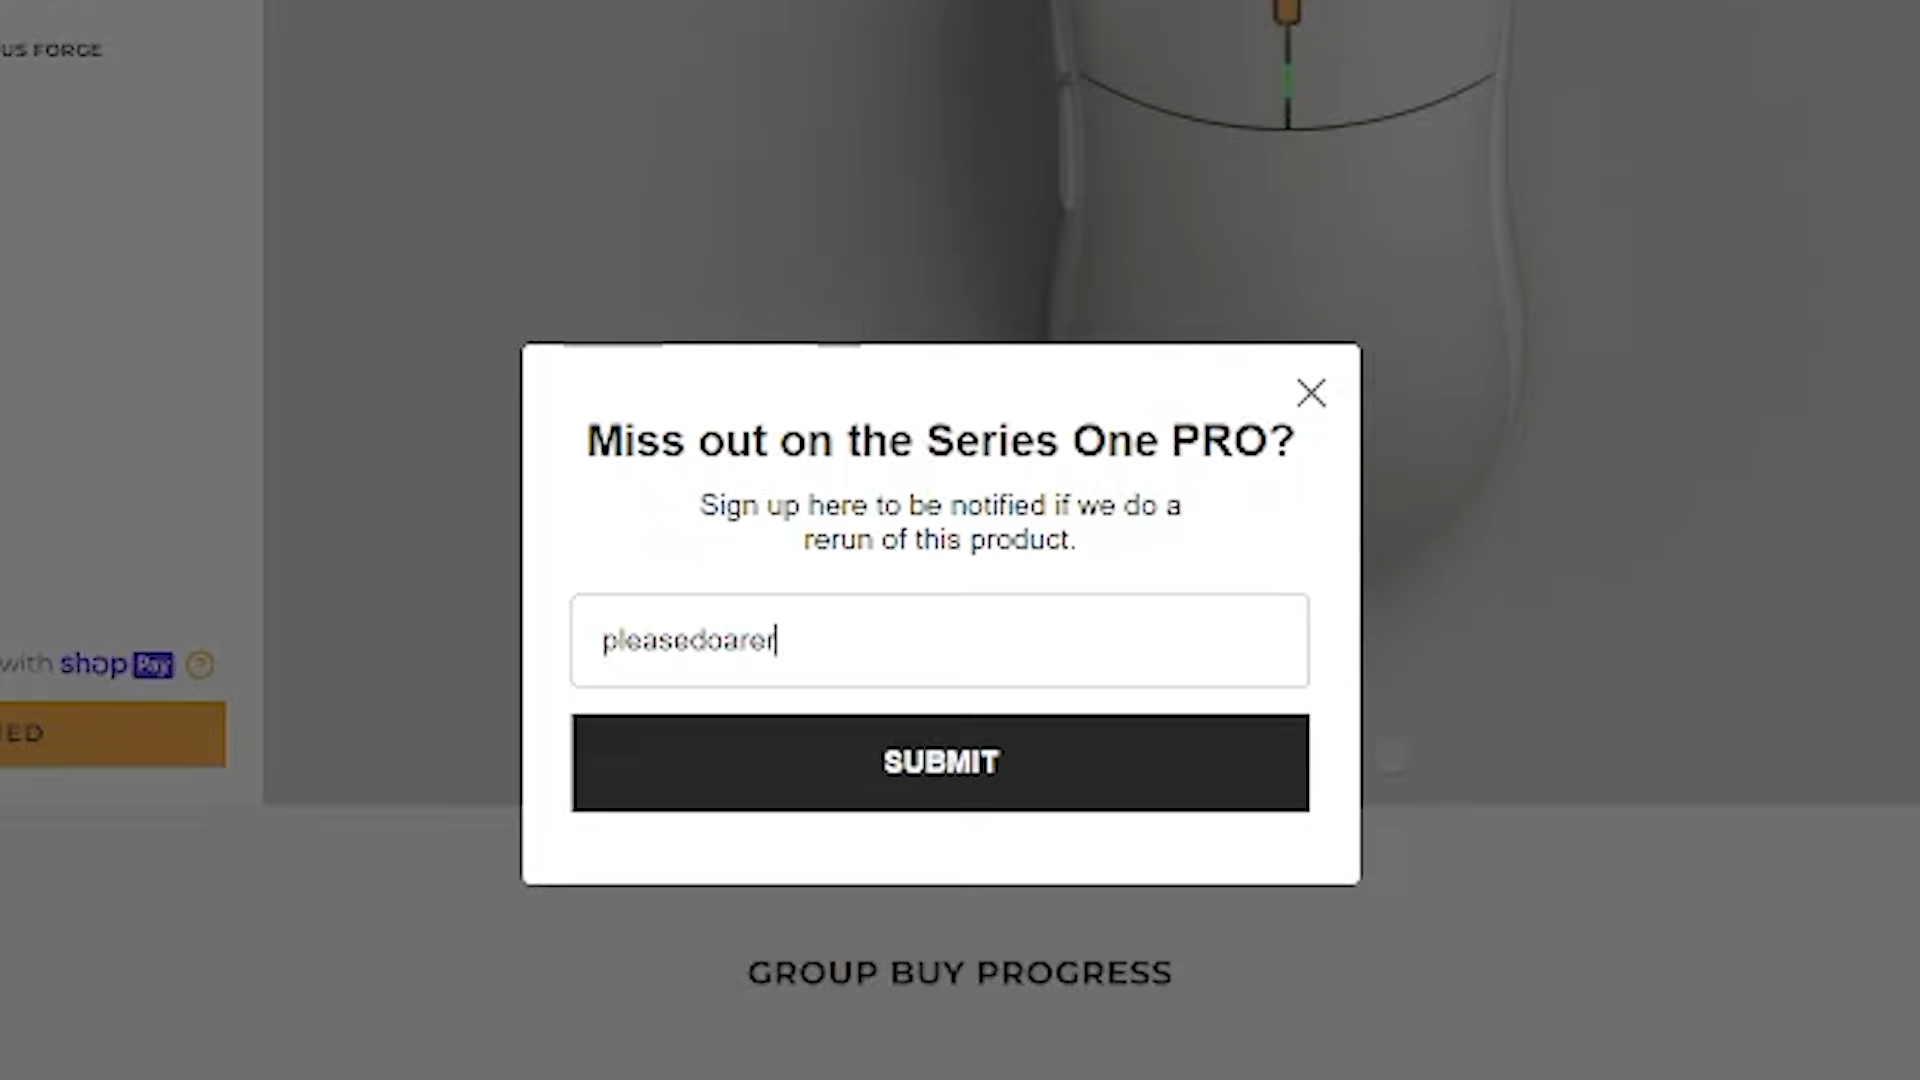 US FORGE
Miss out on the Series One PRO?
Sign up here to be notified if we do a
rerun of this product.
pleasedoarer
with shop Pay ?
IED
SUBMIT
GROUP BUY PROGRESS